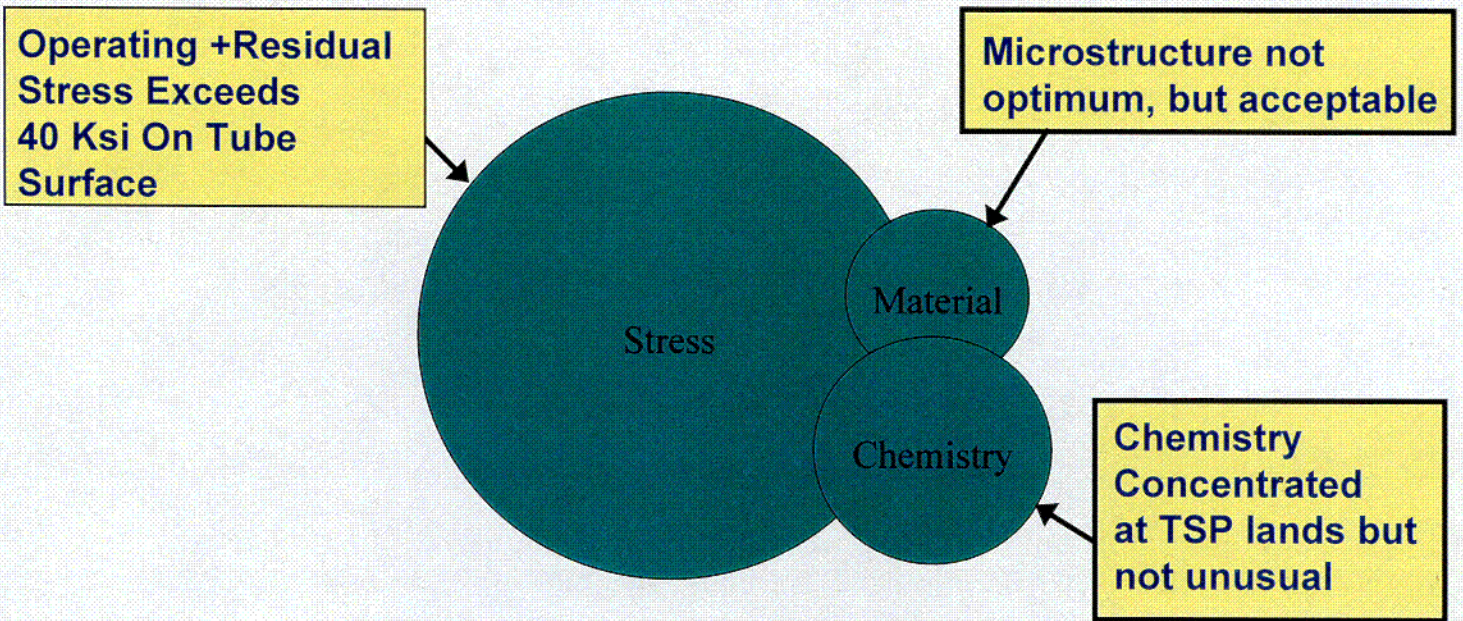 Operating +Residual
Stress Exceeds
40 Ksi On Tube
Surface
Microstructure not
optimum, but acceptable
Material
Stress
Chemistry
Chemistry
Concentrated
at TSP lands but
not unusual